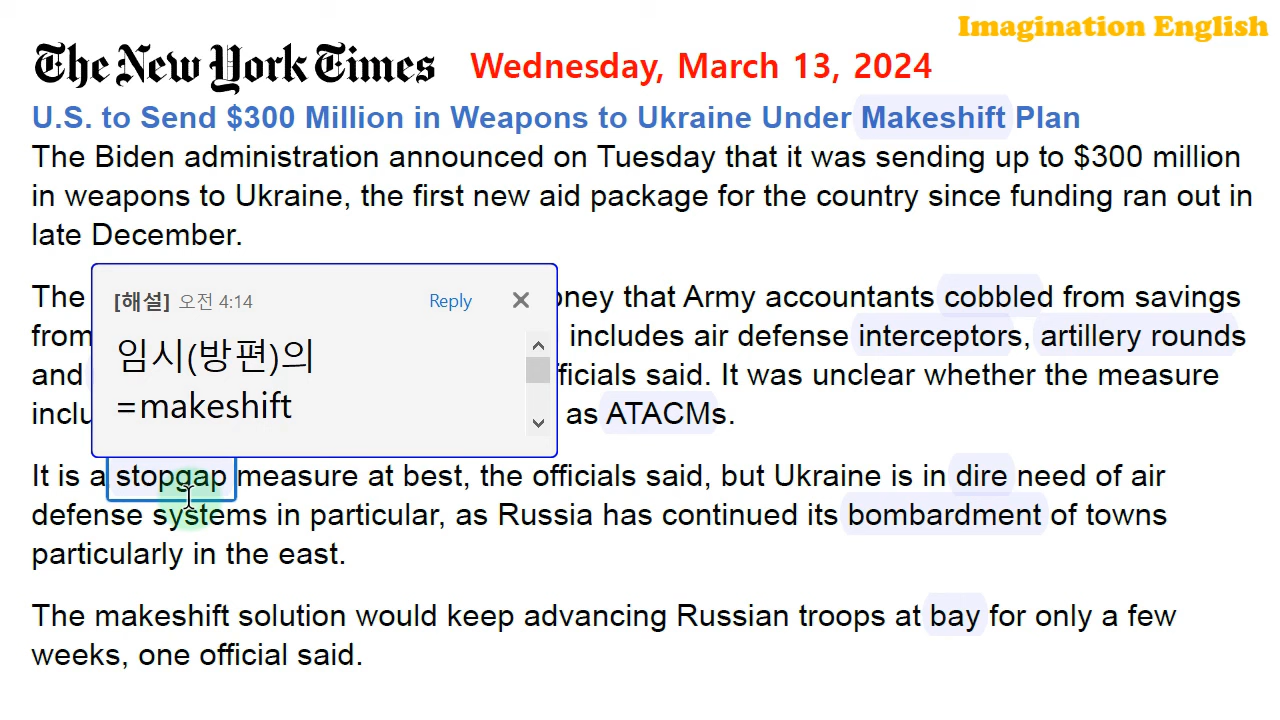 Imagination English
The New York Times Wednesday, March 13, 2024
U.S. to Send $300 Million in Weapons to Ukraine Under Makeshift Plan
The Biden administration announced on Tuesday that it was sending up to $300 million
in weapons to Ukraine, the first new aid package for the country since funding ran out in
late December.
The that Army accountants cobbled from savings
from includes air defense interceptors, artillery rounds
and said. It was unclear whether the measure
as ATACMs.
[해설] 오전 4:14 Reply
임시(방편)의
=makeshift
It is a stopgap measure at best, the officials said, but Ukraine is in dire need of air
defense systems in particular, as Russia has continued its bombardment of towns
particularly in the east.
The makeshift solution would keep advancing Russian troops at bay for only a few
weeks, one official said.